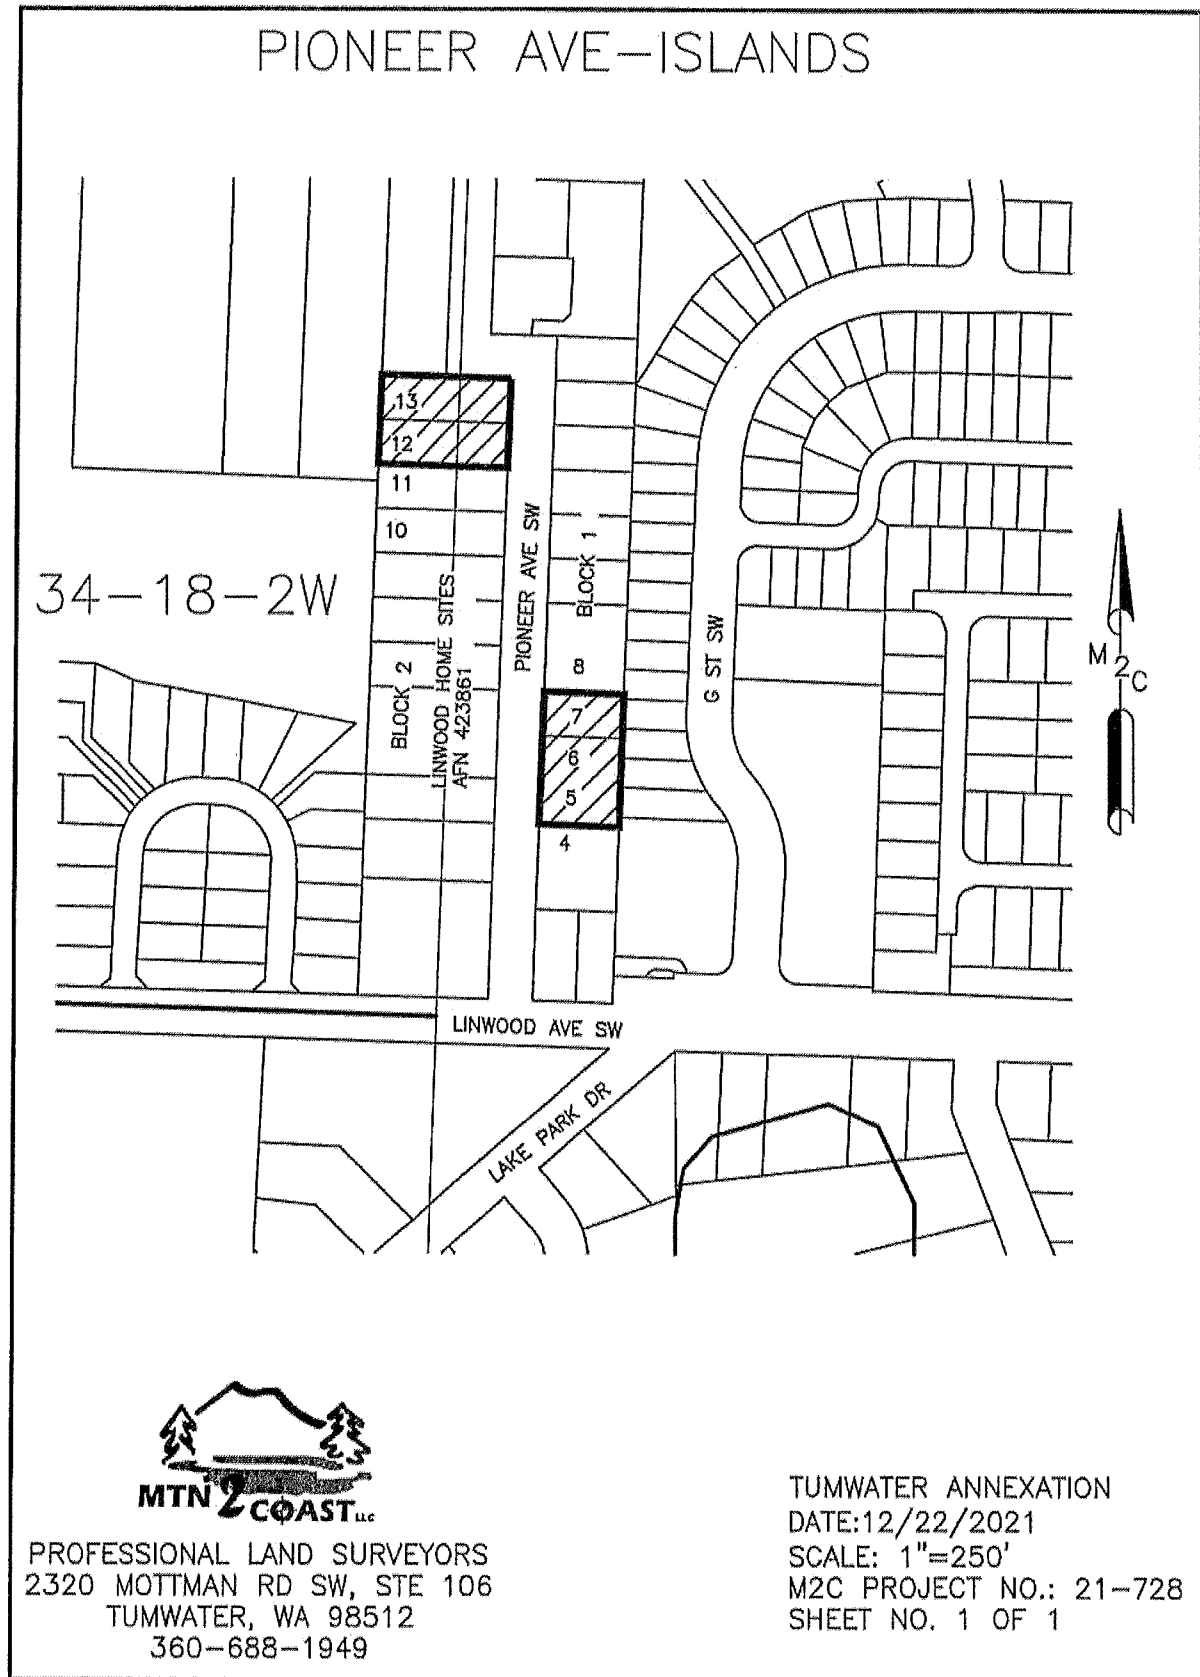 PIONEER AVE-ISLANDS
13
12
11
10
PIONEER AVE SW
BLOCK 1
34-18-2W
BLOCK 2
LINWOOD HOME SITES
AFN 423861
8
7
6
5
4
G ST SW
M2C
LINWOOD AVE SW
LAKE PARK DR
MTN 2 COAST LLC
PROFESSIONAL LAND SURVEYORS
2320 MOTTMAN RD SW, STE 106
TUMWATER, WA 98512
360-688-1949
TUMWATER ANNEXATION
DATE:12/22/2021
SCALE: 1"=250'
M2C PROJECT NO.: 21-728
SHEET NO. 1 OF 1